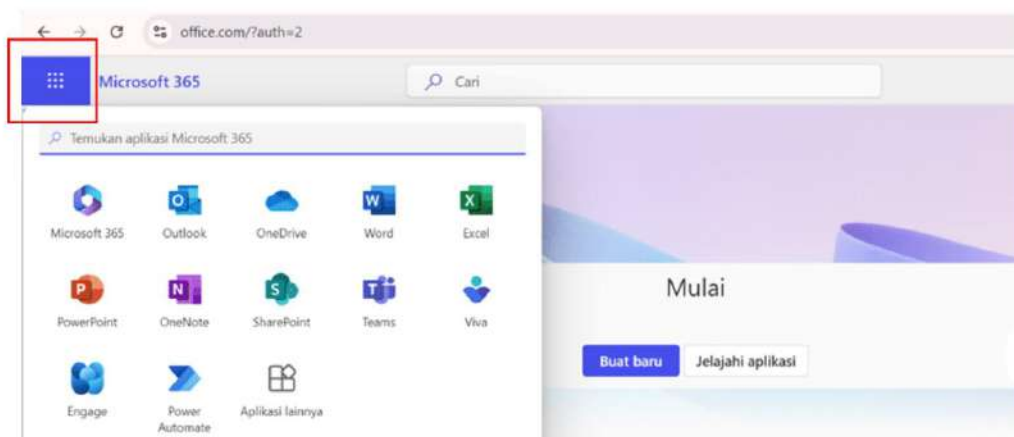 office.com/?auth=2
Microsoft 365
Cari
Temukan aplikasi Microsoft 365
Microsoft 365 Outlook OneDrive Word Excel
PowerPoint OneNote SharePoint Teams Viva
Mulai
Buat baru Jelajahi aplikasi
Engage Power Automate Aplikasi lainnya